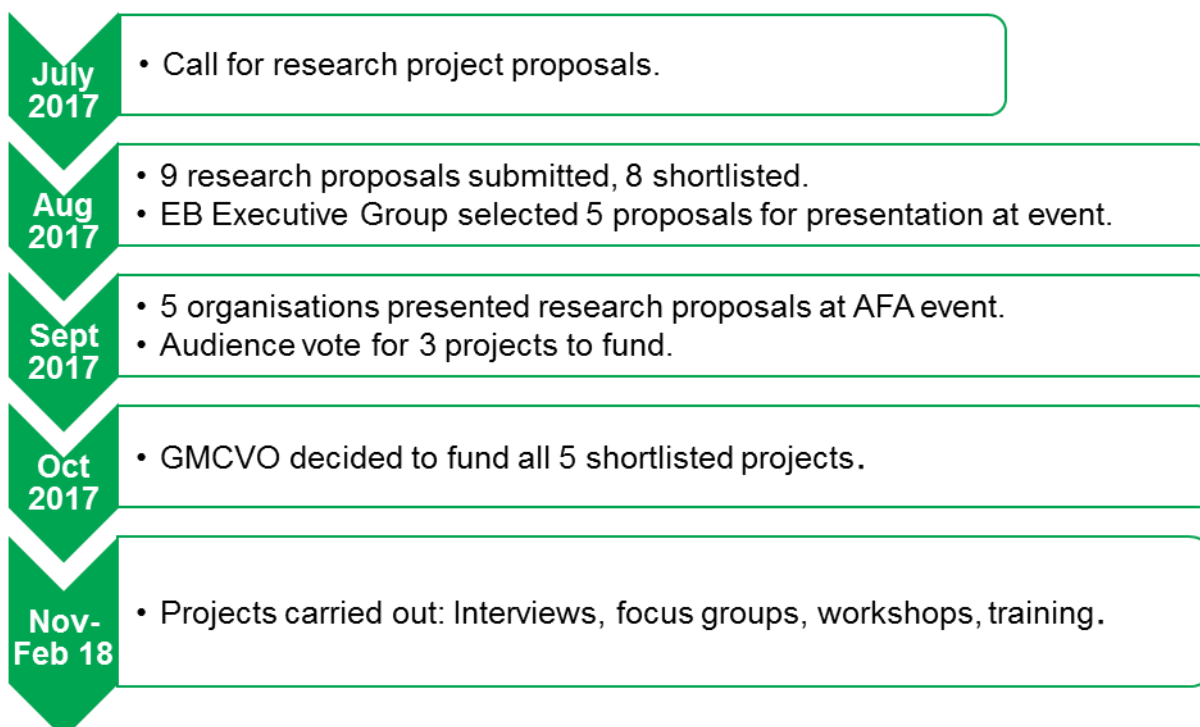 July
2017
• Call for research project proposals.
Aug
2017
• 9 research proposals submitted, 8 shortlisted.
• EB Executive Group selected 5 proposals for presentation at event.
Sept
2017
• 5 organisations presented research proposals at AFA event.
• Audience vote for 3 projects to fund.
Oct
2017
• GMCVO decided to fund all 5 shortlisted projects.
Nov-
Feb 18
• Projects carried out: Interviews, focus groups, workshops, training.